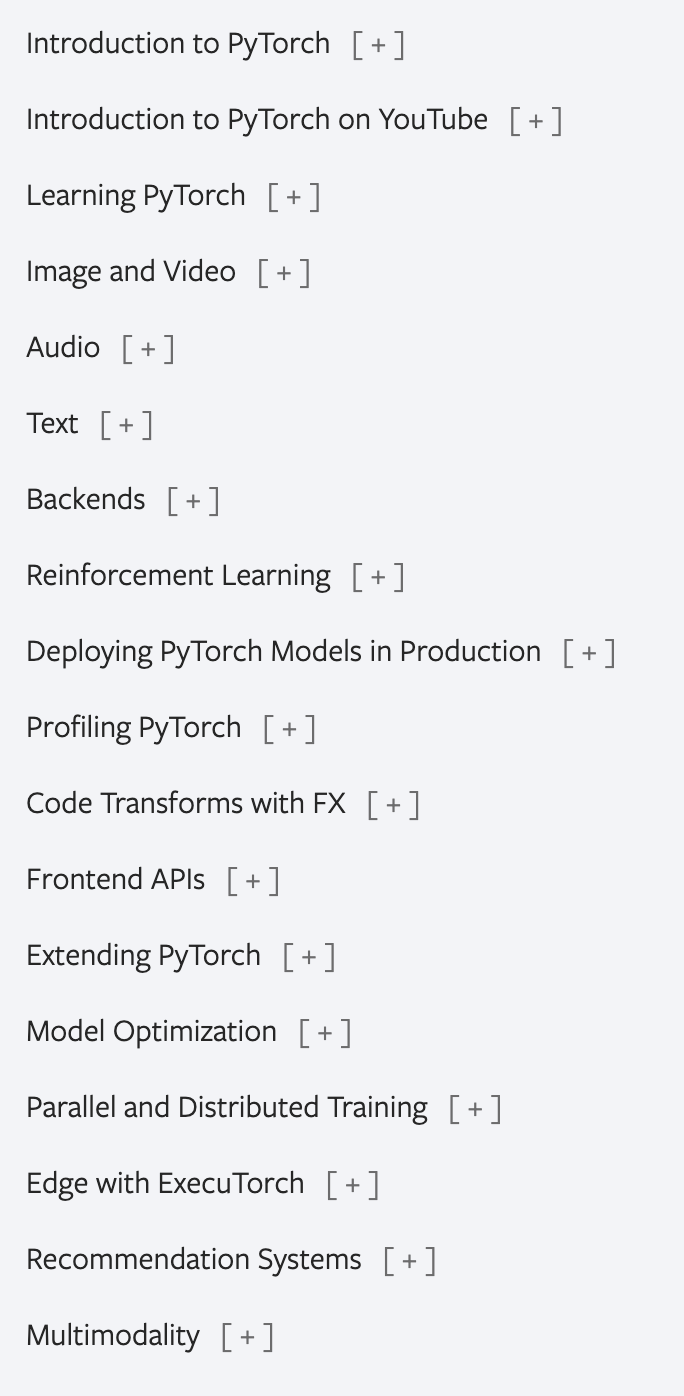 Introduction to PyTorch [ + ]
Introduction to PyTorch on YouTube [ + ]
Learning PyTorch [ + ]
Image and Video [ + ]
Audio [ + ]
Text [ + ]
Backends [ + ]
Reinforcement Learning [ + ]
Deploying PyTorch Models in Production [ + ]
Profiling PyTorch [ + ]
Code Transforms with FX [ + ]
Frontend APIs [ + ]
Extending PyTorch [ + ]
Model Optimization [ + ]
Parallel and Distributed Training [ + ]
Edge with ExecuTorch [ + ]
Recommendation Systems [ + ]
Multimodality [ + ]